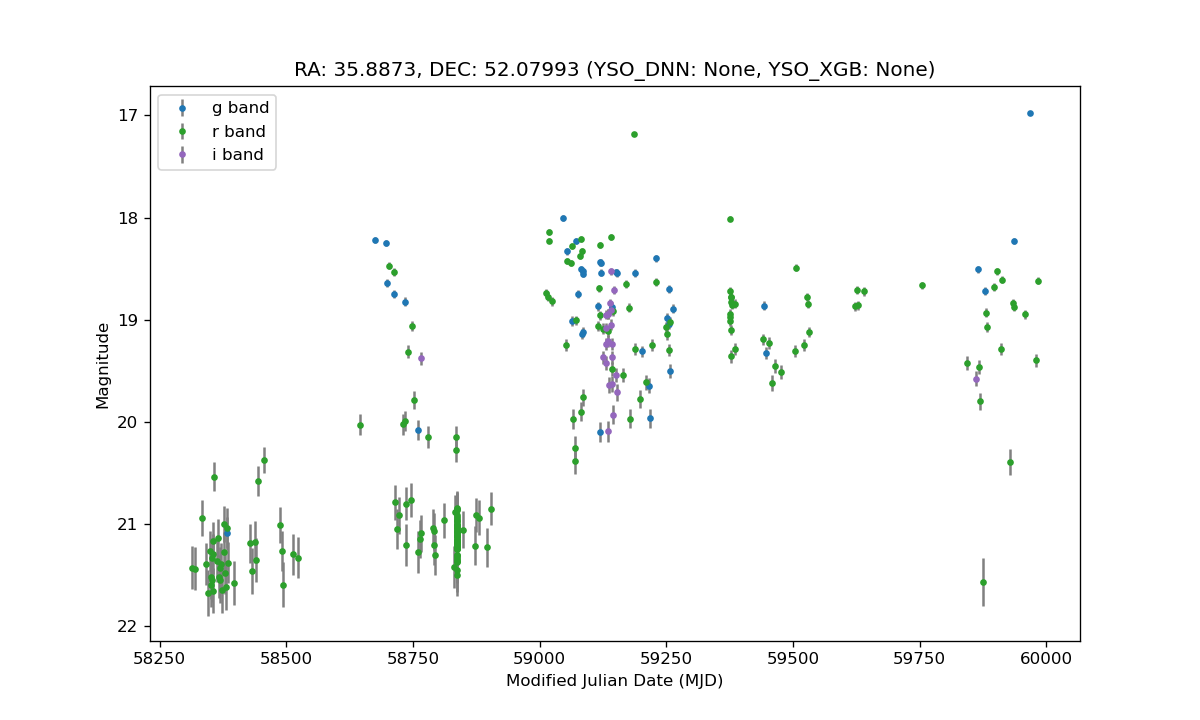 RA: 35.8873, DEC: 52.07993 (YSO_DNN: None, YSO_XGB: None)
g band
r band
i band
17
18
19
20
21
22
Magnitude
58250 58500 58750 59000 59250 59500 59750 60000
Modified Julian Date (MJD)